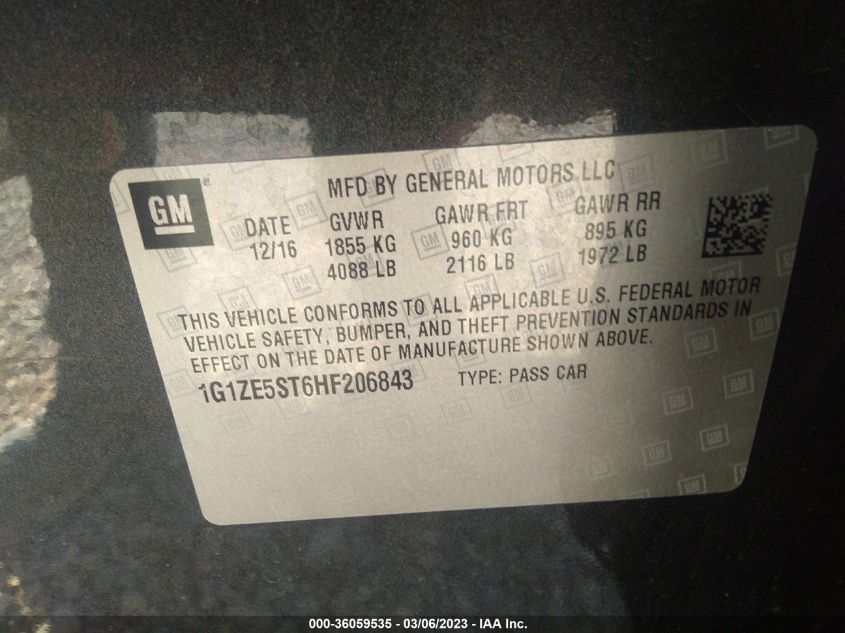 GM
MFD BY GENERAL MOTORS LLC
DATE GVWR GAWR FRT GAWR RR
12/16 1855 KG 960 KG 895 KG
4088 LB 2116 LB 1972 LB
THIS VEHICLE CONFORMS TO ALL APPLICABLE U.S. FEDERAL MOTOR
VEHICLE SAFETY, BUMPER, AND THEFT PREVENTION STANDARDS IN
EFFECT ON THE DATE OF MANUFACTURE SHOWN ABOVE.
1G1ZE5ST6HF206843 TYPE: PASS CAR
000-36059535 - 03/06/2023 - IAA Inc.